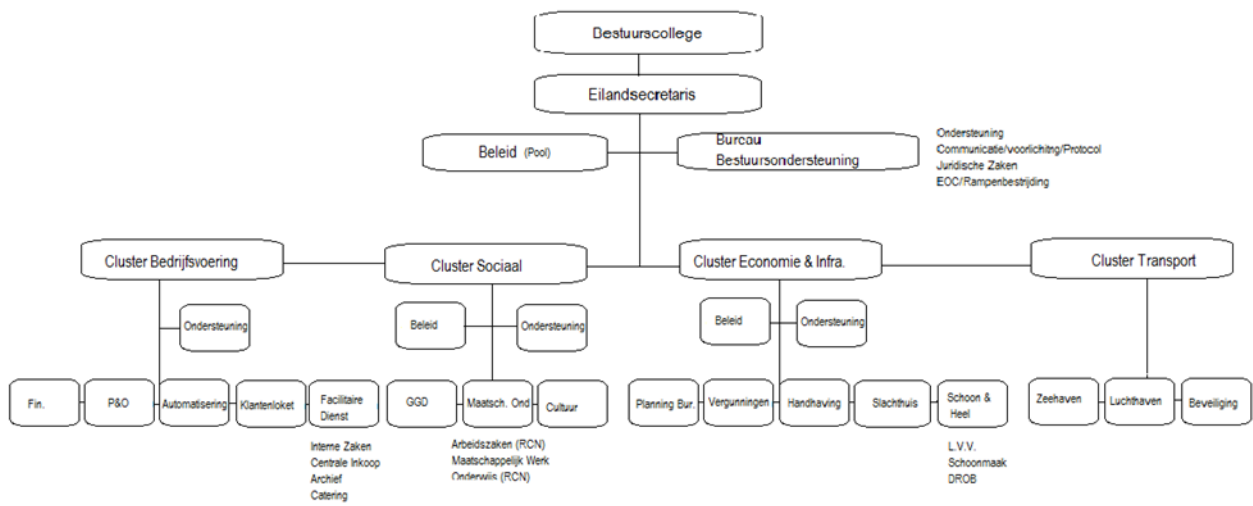 Bestuurscollege
Eilandsecretaris
Beleid (Pool)
Bureau
Bestuursondersteuning
Ondersteuning
Communicatie/voorlichitng/Protocol
Juridische Zaken
EOC/Rampenbestrijding
Cluster Bedrijfsvoering
Cluster Sociaal
Cluster Economie & Infra.
Cluster Transport
Ondersteuning
Beleid
Ondersteuning
Beleid
Ondersteuning
Fin.
P&O
Automatisering
Klantenloket
Facilitaire
Dienst
GGD
Maatsch. Ond
Cultuur
Planning Bur.
Vergunningen
Handhaving
Slachthuis
Schoon &
Heel
Zeehaven
Luchthaven
Beveiliging
Interne Zaken
Centrale Inkoop
Archief
Catering
Arbeidszaken (RCN)
Maatschappelijk Werk
Onderwijs (RCN)
L.V.V.
Schoonmaak
DROB